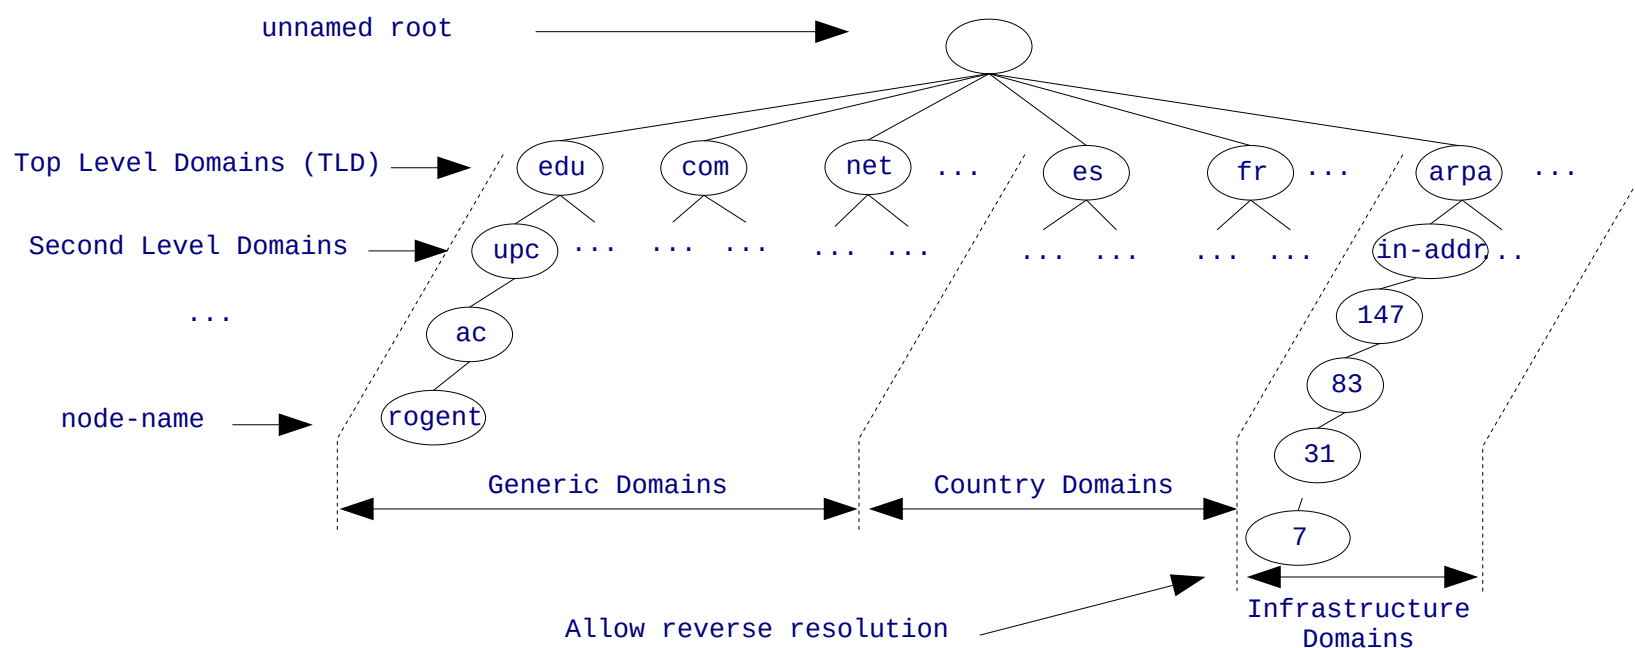 unnamed root
Top Level Domains (TLD)
edu
com
net
...
es
fr
...
arpa
...
Second Level Domains
upc
...
... ...
... ...
... ...
... ...
in-addr
...
...
ac
147
83
node-name
rogent
31
Generic Domains
Country Domains
7
Allow reverse resolution
Infrastructure
Domains